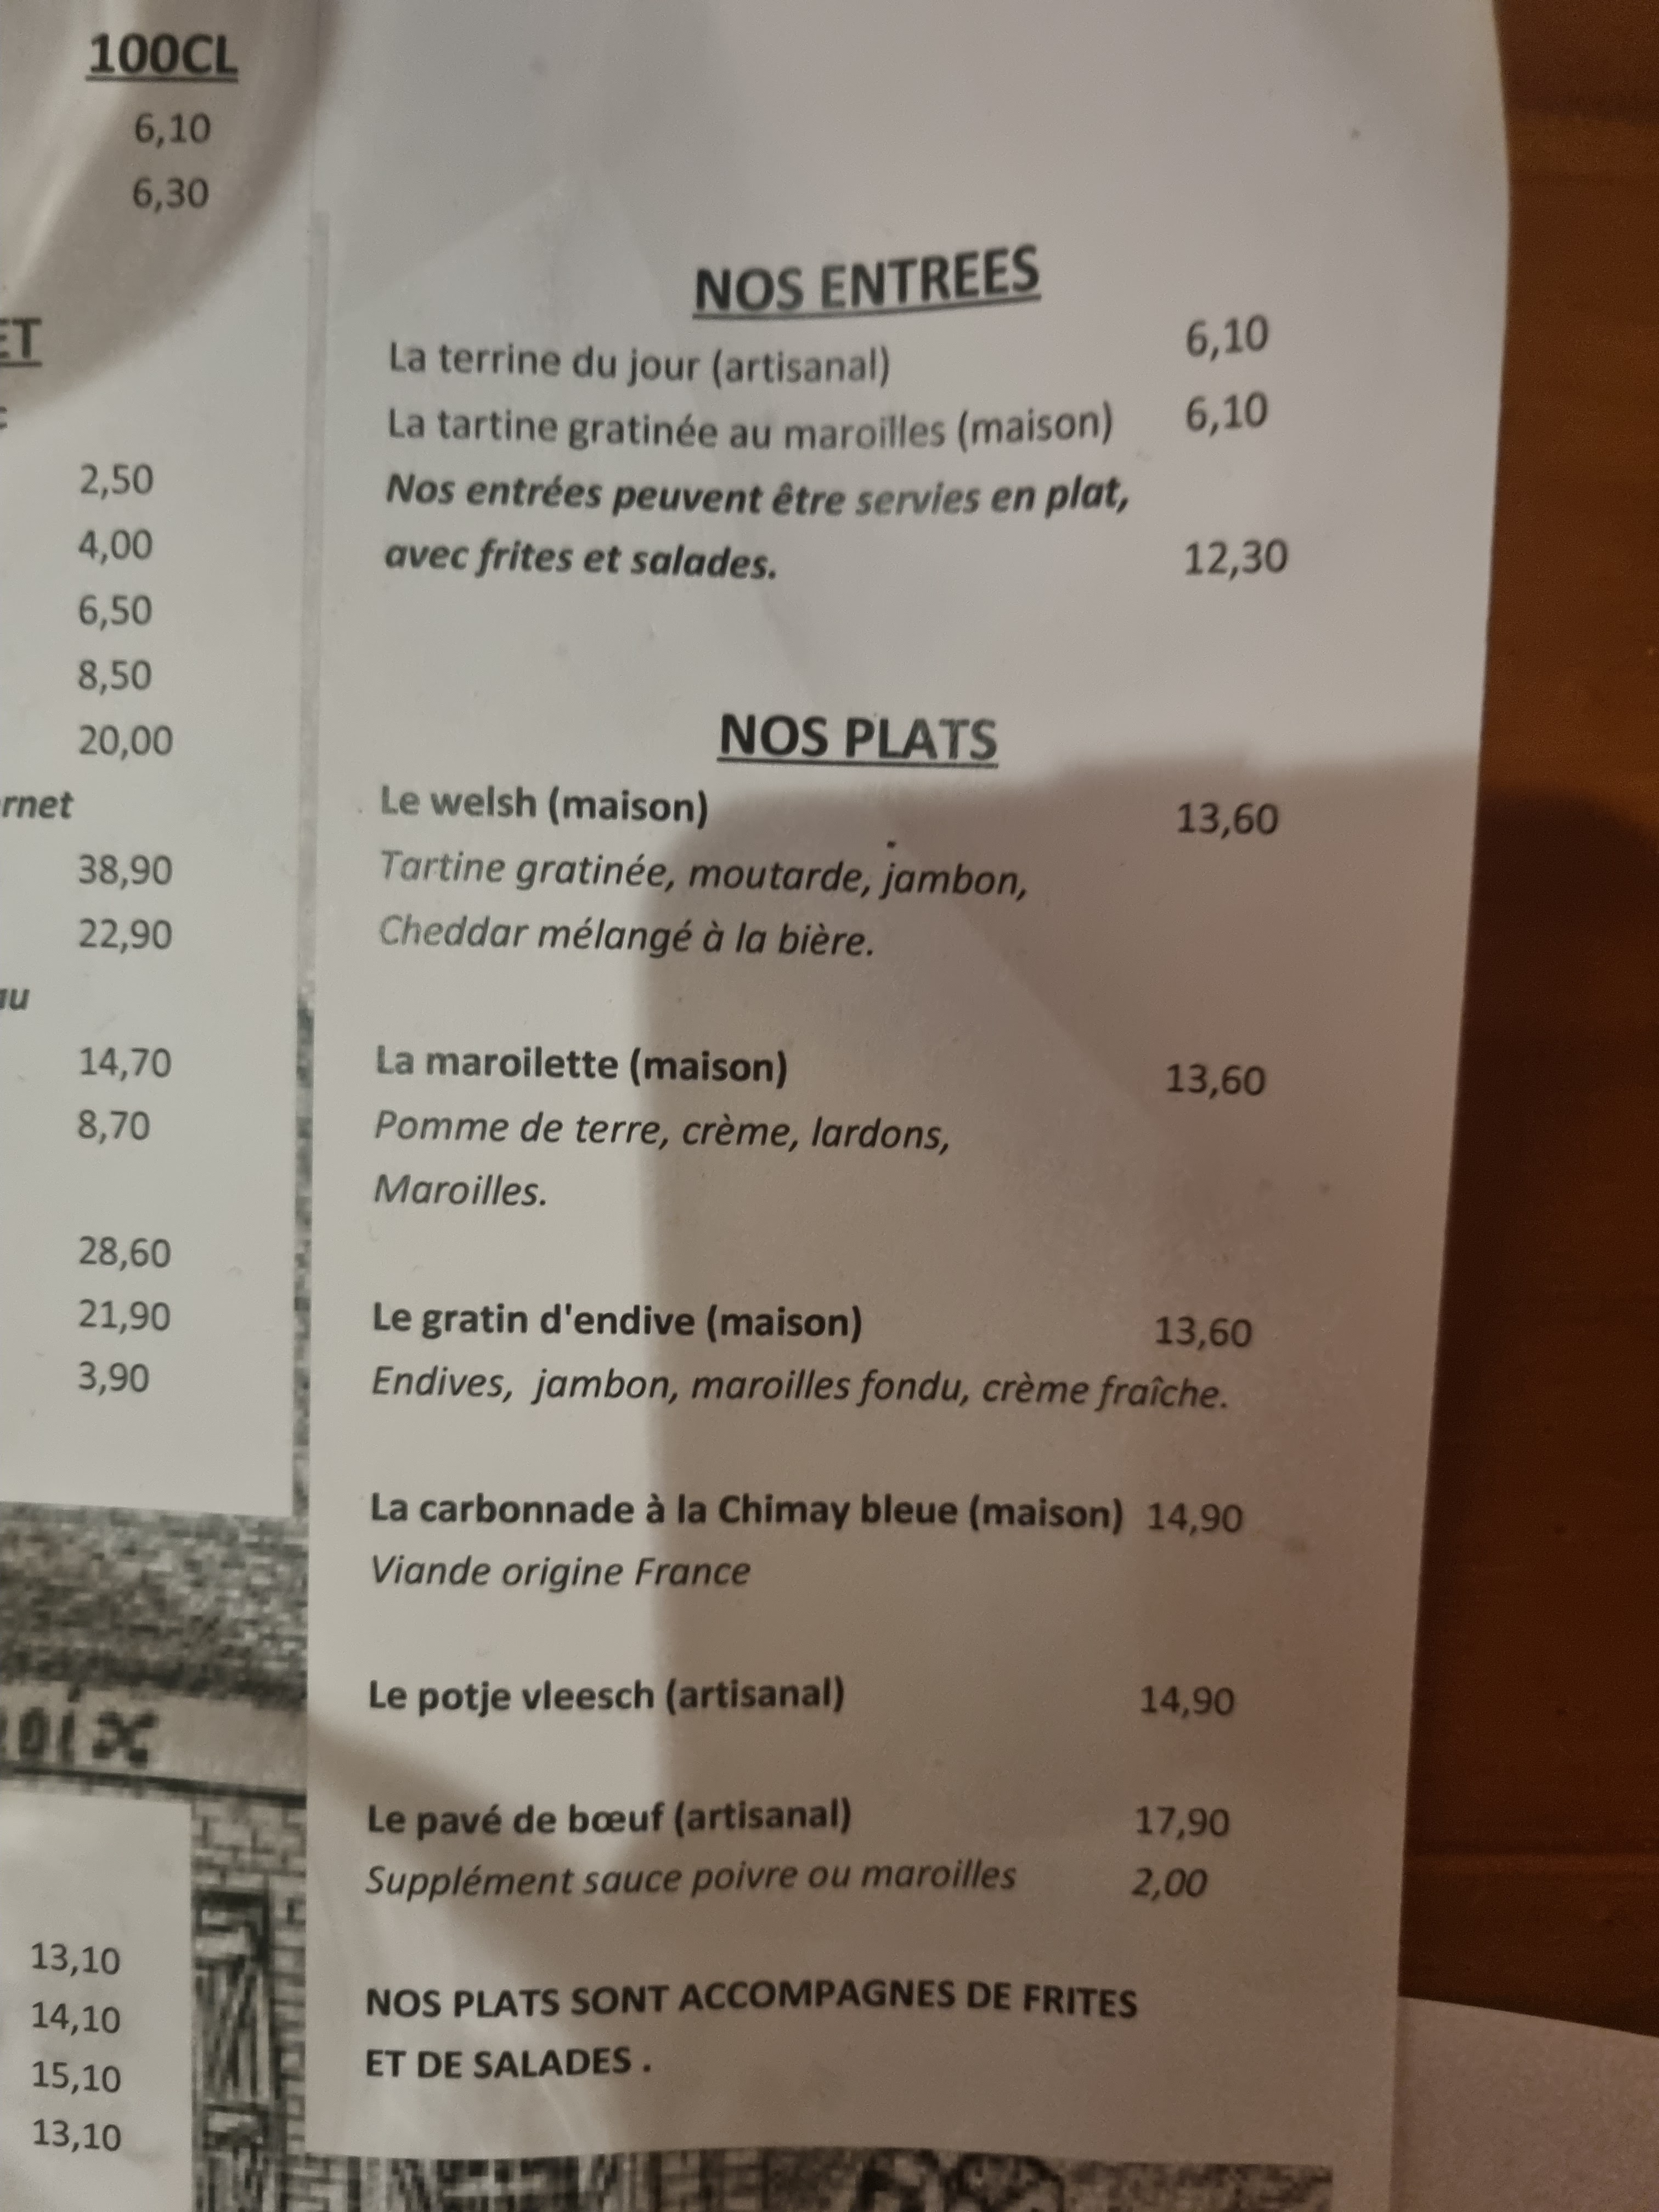 100CL
6,10
6,30
ET
2,50
4,00
6,50
8,50
20,00
rnet
38,90
22,90
au
14,70
8,70
28,60
21,90
3,90
13,10
14,10
15,10
13,10
NOS ENTREES
La terrine du jour (artisanal) 6,10
La tartine gratinée au maroilles (maison) 6,10
Nos entrées peuvent être servies en plat,
avec frites et salades. 12,30
NOS PLATS
Le welsh (maison) 13,60
Tartine gratinée, moutarde, jambon,
Cheddar mélangé à la bière.
La maroilette (maison) 13,60
Pomme de terre, crème, lardons,
Maroilles.
Le gratin d'endive (maison) 13,60
Endives, jambon, maroilles fondu, crème fraîche.
La carbonnade à la Chimay bleue (maison) 14,90
Viande origine France
Le potje vleesch (artisanal) 14,90
Le pavé de bœuf (artisanal) 17,90
Supplément sauce poivre ou maroilles 2,00
NOS PLATS SONT ACCOMPAGNES DE FRITES
ET DE SALADES .